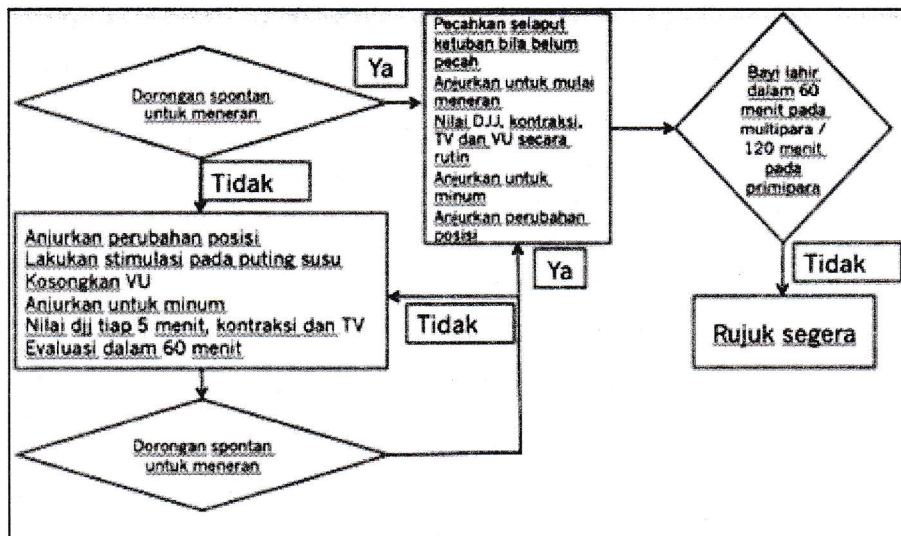 Dorongan spontan
untuk meneran
Ya
Pecahkan selaput
ketuban bila belum
pecah
Anjurkan untuk mulai
meneran
Nilai DJJ, kontraksi,
TV dan VU secara
rutin
Anjurkan untuk
minum
Anjurkan perubahan
posisi
Bayi lahir
dalam 60
menit pada
multipara /
120 menit
pada
primipara
Tidak
Anjurkan perubahan posisi
Lakukan stimulasi pada puting susu
Kosongkan VU
Anjurkan untuk minum
Nilai djj tiap 5 menit, kontraksi dan TV
Evaluasi dalam 60 menit
Ya
Tidak
Tidak
Rujuk segera
Dorongan spontan
untuk meneran